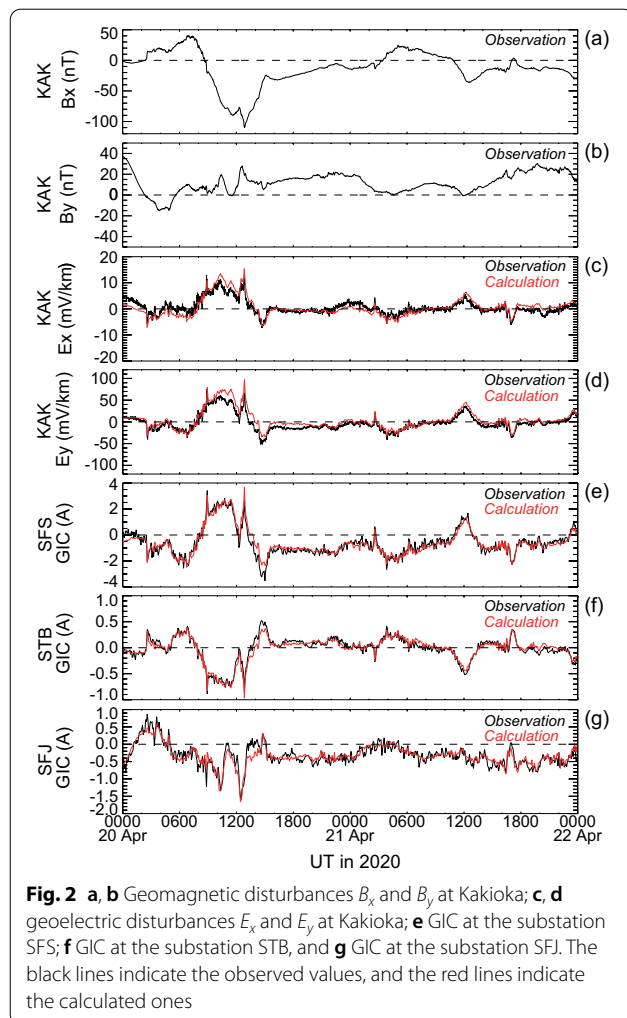 50
0
-50
-100
KAK
Bx (nT)
Observation
(a)
40
20
0
-20
-40
KAK
By (nT)
Observation
(b)
20
10
0
-10
-20
KAK
Ex (mV/km)
Observation
Calculation
(c)
100
50
0
-50
-100
KAK
Ey (mV/km)
Observation
Calculation
(d)
4
2
0
-2
-4
SFS
GIC (A)
Observation
Calculation
(e)
1.0
0.5
0.0
-0.5
-1.0
STB
GIC (A)
Observation
Calculation
(f)
1.0
0.5
0.0
-0.5
-1.0
-1.5
-2.0
SFJ
GIC (A)
Observation
Calculation
(g)
0000 0600 1200 1800 0000 0600 1200 1800 0000
20 Apr 21 Apr 22 Apr
UT in 2020
Fig. 2 a, b Geomagnetic disturbances Bx and By at Kakioka; c, d
geoelectric disturbances Ex and Ey at Kakioka; e GIC at the substation
SFS; f GIC at the substation STB, and g GIC at the substation SFJ. The
black lines indicate the observed values, and the red lines indicate
the calculated ones